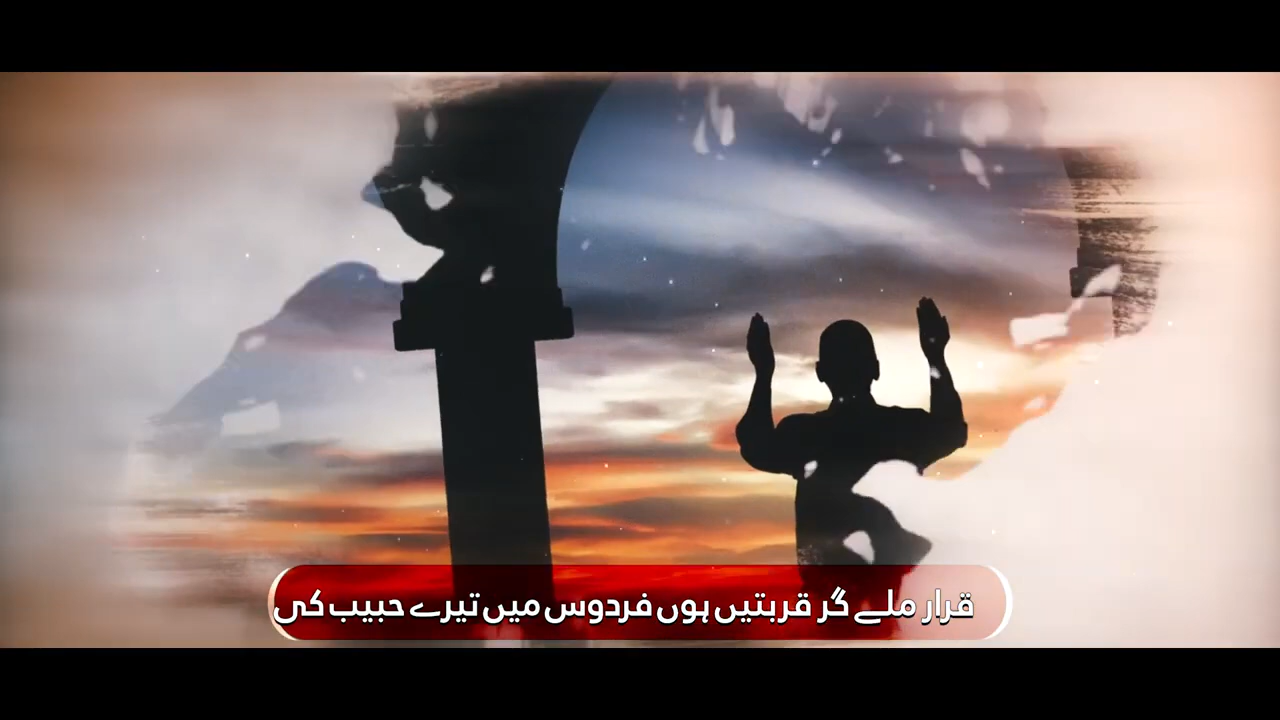 قرار ملے گر قربتیں ہوں فردوس میں تیرے حبیب کی